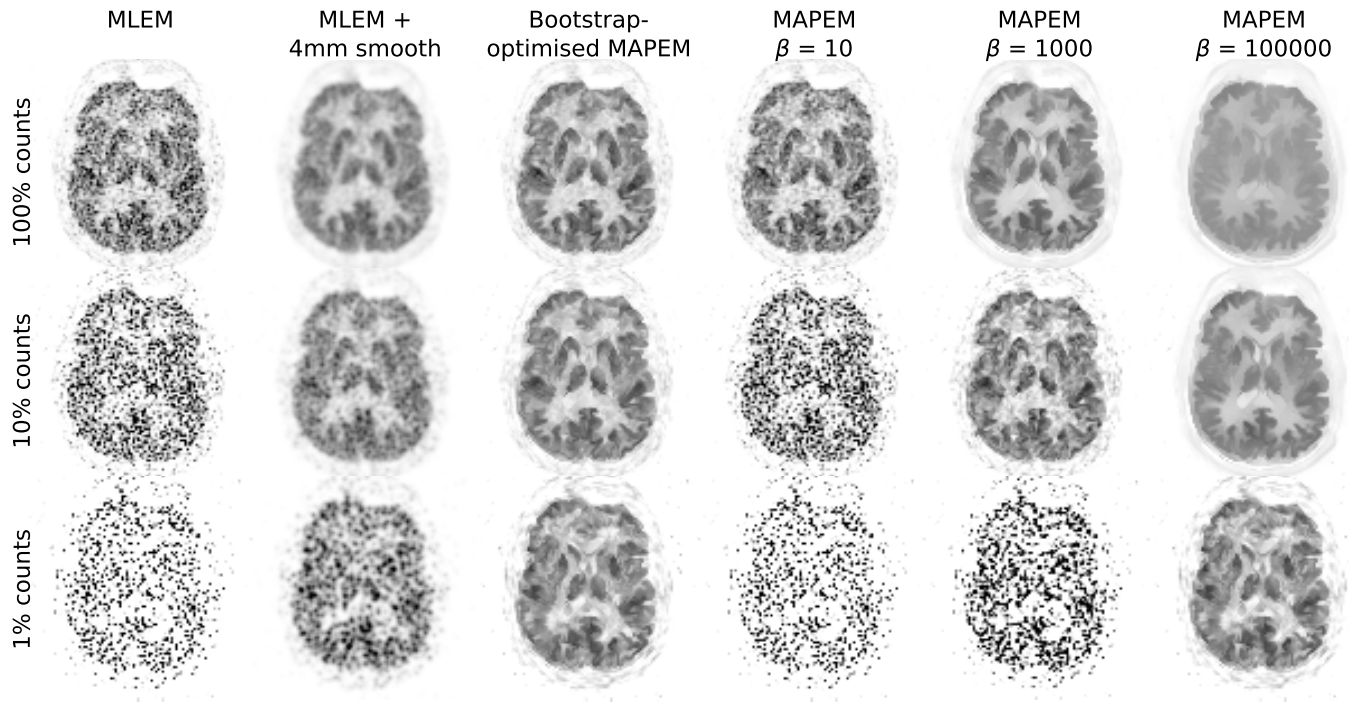 MLEM
MLEM +
4mm smooth
Bootstrap-
optimised MAPEM
MAPEM
β = 10
MAPEM
β = 1000
MAPEM
β = 100000
100% counts
10% counts
1% counts